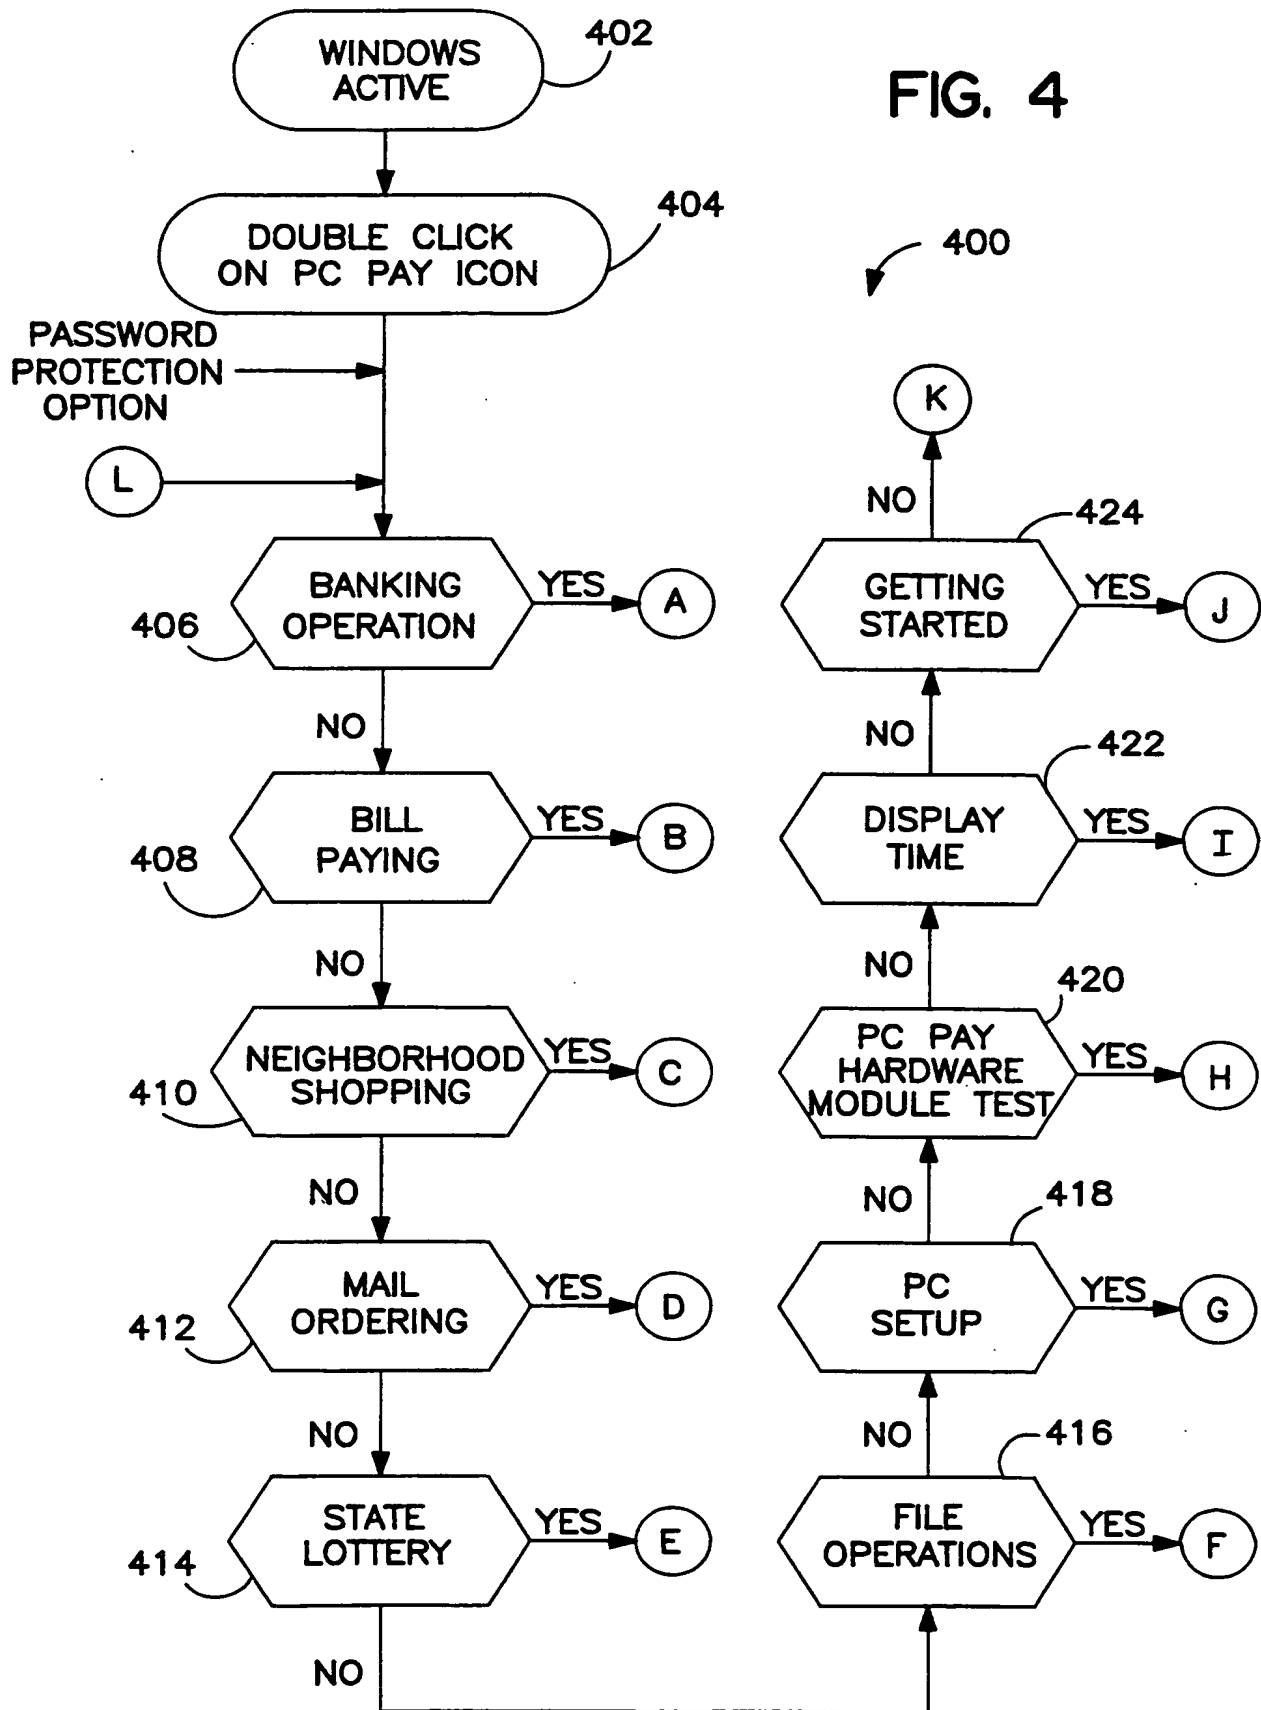 FIG. 4
400
WINDOWS
ACTIVE
402
DOUBLE CLICK
ON PC PAY ICON
404
PASSWORD
PROTECTION
OPTION
L
BANKING
OPERATION
406
YES
A
NO
BILL
PAYING
408
YES
B
NO
NEIGHBORHOOD
SHOPPING
410
YES
C
NO
MAIL
ORDERING
412
YES
D
NO
STATE
LOTTERY
414
YES
E
NO
FILE
OPERATIONS
416
YES
F
NO
PC
SETUP
418
YES
G
NO
PC PAY
HARDWARE
MODULE TEST
420
YES
H
NO
DISPLAY
TIME
422
YES
I
NO
GETTING
STARTED
424
YES
J
NO
K